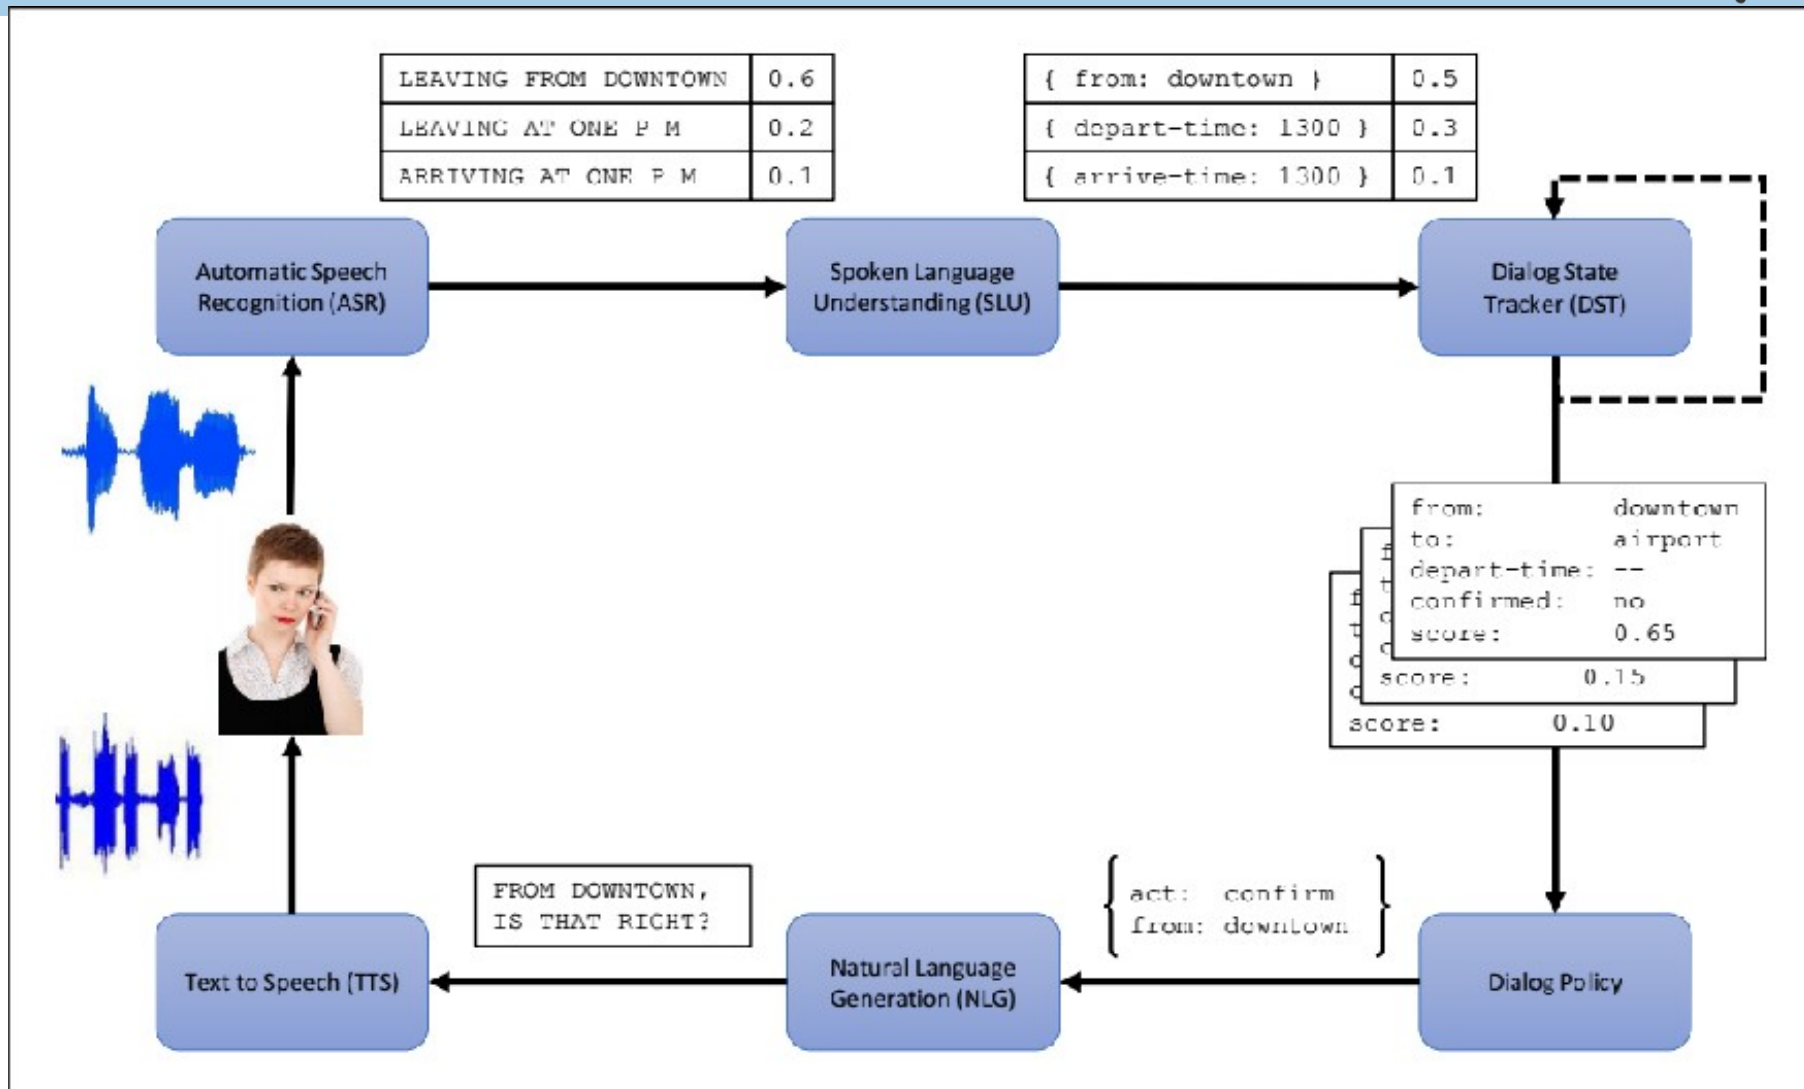 LEAVING FROM DOWNTOWN 0.6
LEAVING AT ONE P M 0.2
ARRIVING AT ONE P M 0.1
{ from: downtown } 0.5
{ depart-time: 1300 } 0.3
{ arrive-time: 1300 } 0.1
Automatic Speech
Recognition (ASR)
Spoken Language
Understanding (SLU)
Dialog State
Tracker (DST)
from: downtown
to: airport
depart-time: --
confirmed: no
score: 0.65
score: 0.15
score: 0.10
FROM DOWNTOWN,
IS THAT RIGHT?
act: confirm
from: downtown
Text to Speech (TTS)
Natural Language
Generation (NLG)
Dialog Policy